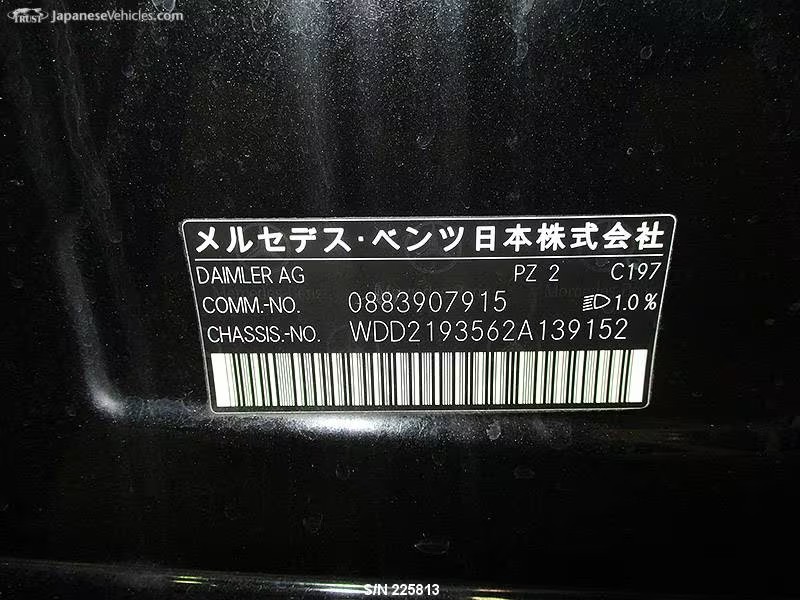 TRUST JapaneseVehicles.com
メルセデス・ベンツ日本株式会社
DAIMLER AG PZ 2 C197
COMM.-NO. 0883907915 1.0 %
CHASSIS.-NO. WDD2193562A139152
S/N 225813